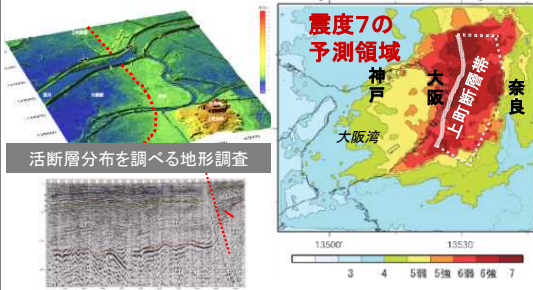 活断層分布を調べる地形調査
震度7の
予測領域
神戸
大阪
上町断層帯
奈良
大阪湾
13500'
13530'
3
4
5弱
5強
6弱
6強
7